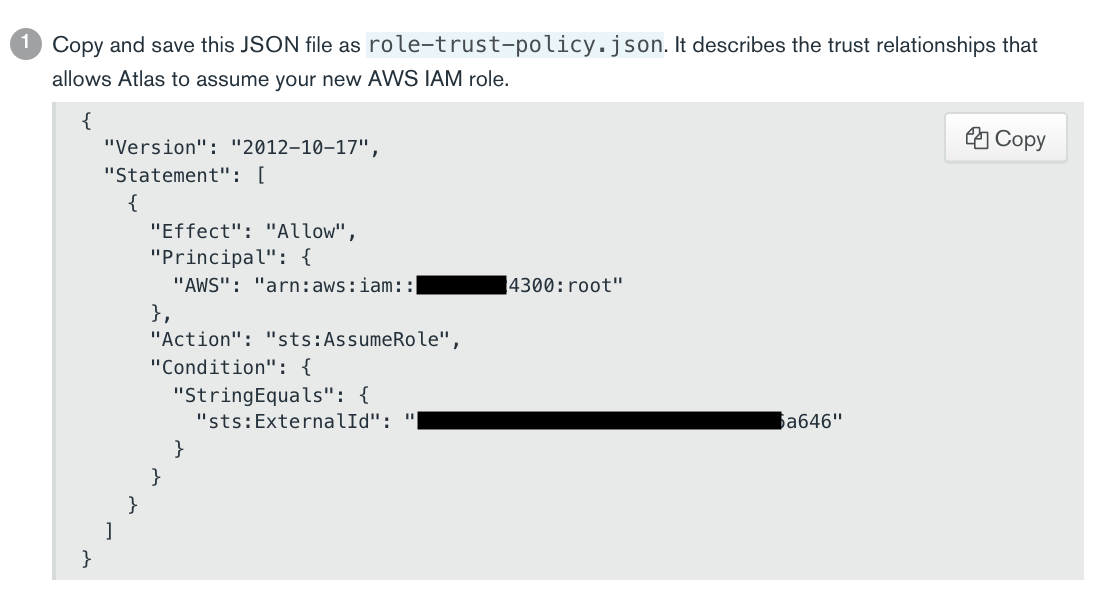 1 Copy and save this JSON file as role-trust-policy.json. It describes the trust relationships that
allows Atlas to assume your new AWS IAM role.
Copy
{
  "Version": "2012-10-17",
  "Statement": [
    {
      "Effect": "Allow",
      "Principal": {
        "AWS": "arn:aws:iam::4300:root"
      },
      "Action": "sts:AssumeRole",
      "Condition": {
        "StringEquals": {
          "sts:ExternalId": "a646"
        }
      }
    }
  ]
}